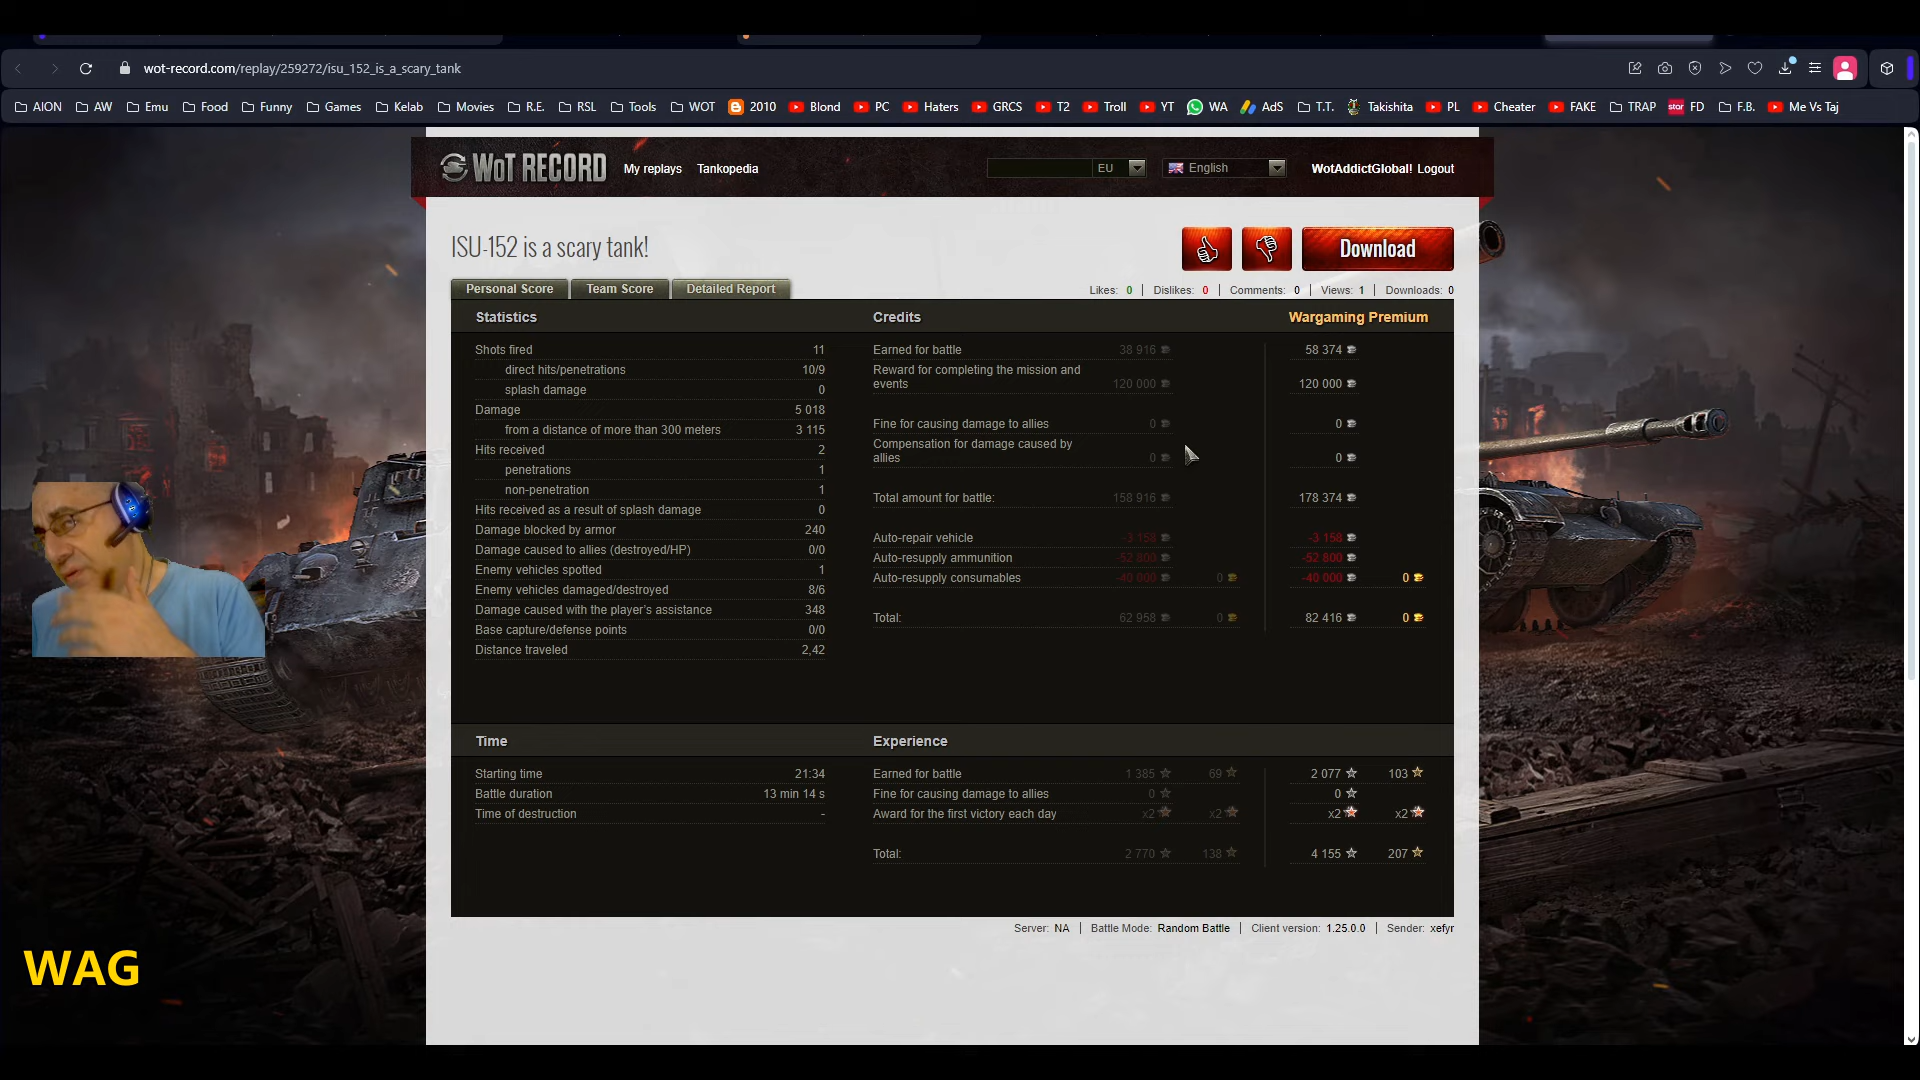 wot-record.com/replay/259272/isu_152_is_a_scary_tank
AION AW Emu Food Funny Games Kelab Movies R.E. RSL Tools WOT 2010 Blond PC Haters GRCS T2 Troll YT WA AdS T.T. Takishita PL Cheater FAKE TRAP star FD F.B. Me Vs Taj
WOT RECORD My replays Tankopedia EU English WotAddictGlobal! Logout
ISU-152 is a scary tank!
Download
Personal Score Team Score Detailed Report
Likes: 0 | Dislikes: 0 | Comments: 0 | Views: 1 | Downloads: 0
Statistics Credits Wargaming Premium
Shots fired 11
direct hits/penetrations 10/9
splash damage 0
Damage 5 018
from a distance of more than 300 meters 3 115
Hits received 2
penetrations 1
non-penetration 1
Hits received as a result of splash damage 0
Damage blocked by armor 240
Damage caused to allies (destroyed/HP) 0/0
Enemy vehicles spotted 1
Enemy vehicles damaged/destroyed 8/6
Damage caused with the player's assistance 348
Base capture/defense points 0/0
Distance traveled 2,42
Earned for battle 38 916 58 374
Reward for completing the mission and
events 120 000 120 000
Fine for causing damage to allies 0 0
Compensation for damage caused by
allies 0 0
Total amount for battle: 158 916 178 374
Auto-repair vehicle -3 158 -3 158
Auto-resupply ammunition -52 800 -52 800
Auto-resupply consumables -40 000 0 -40 000 0
Total: 62 958 0 82 416 0
Time Experience
Starting time 21:34
Battle duration 13 min 14 s
Time of destruction -
Earned for battle 1 385 69 2 077 103
Fine for causing damage to allies 0 0
Award for the first victory each day x2 x2 x2 x2
Total: 2 770 138 4 155 207
Server: NA | Battle Mode: Random Battle | Client version: 1.25.0.0 | Sender: xefyr
WAG